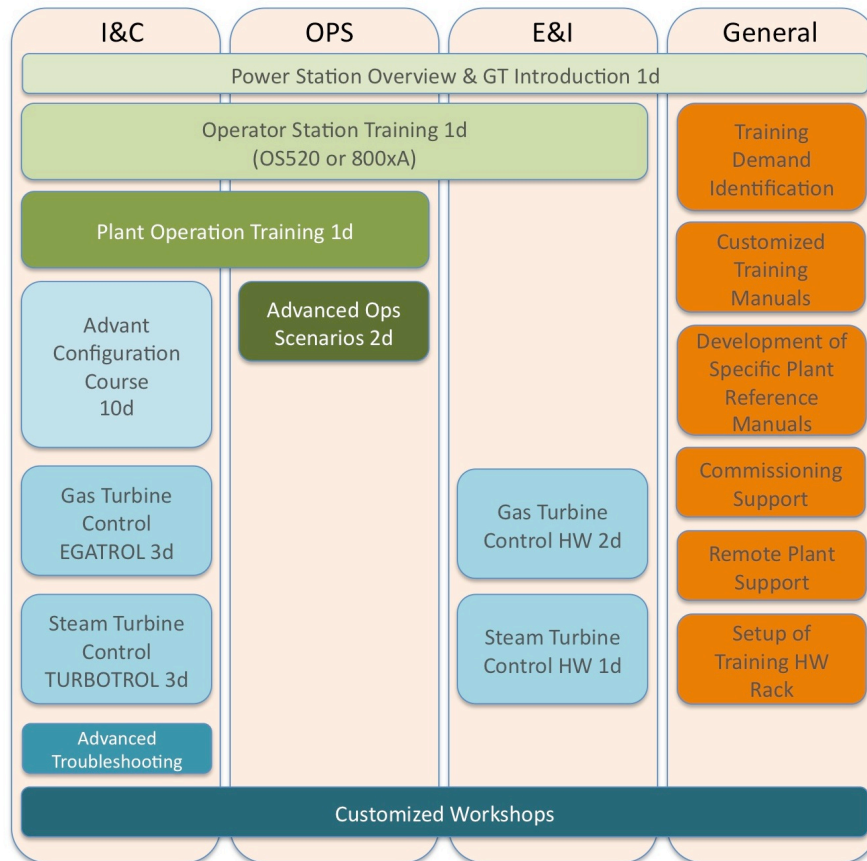 I&C
OPS
E&I
General
Power Station Overview & GT Introduction 1d
Operator Station Training 1d
(OS520 or 800xA)
Training
Demand
Identification
Plant Operation Training 1d
Customized
Training
Manuals
Advant
Configuration
Course
10d
Advanced Ops
Scenarios 2d
Development of
Specific Plant
Reference
Manuals
Gas Turbine
Control
EGATROL 3d
Gas Turbine
Control HW 2d
Commissioning
Support
Remote Plant
Support
Steam Turbine
Control
TURBOTROL 3d
Steam Turbine
Control HW 1d
Setup of
Training HW
Rack
Advanced
Troubleshooting
Customized Workshops